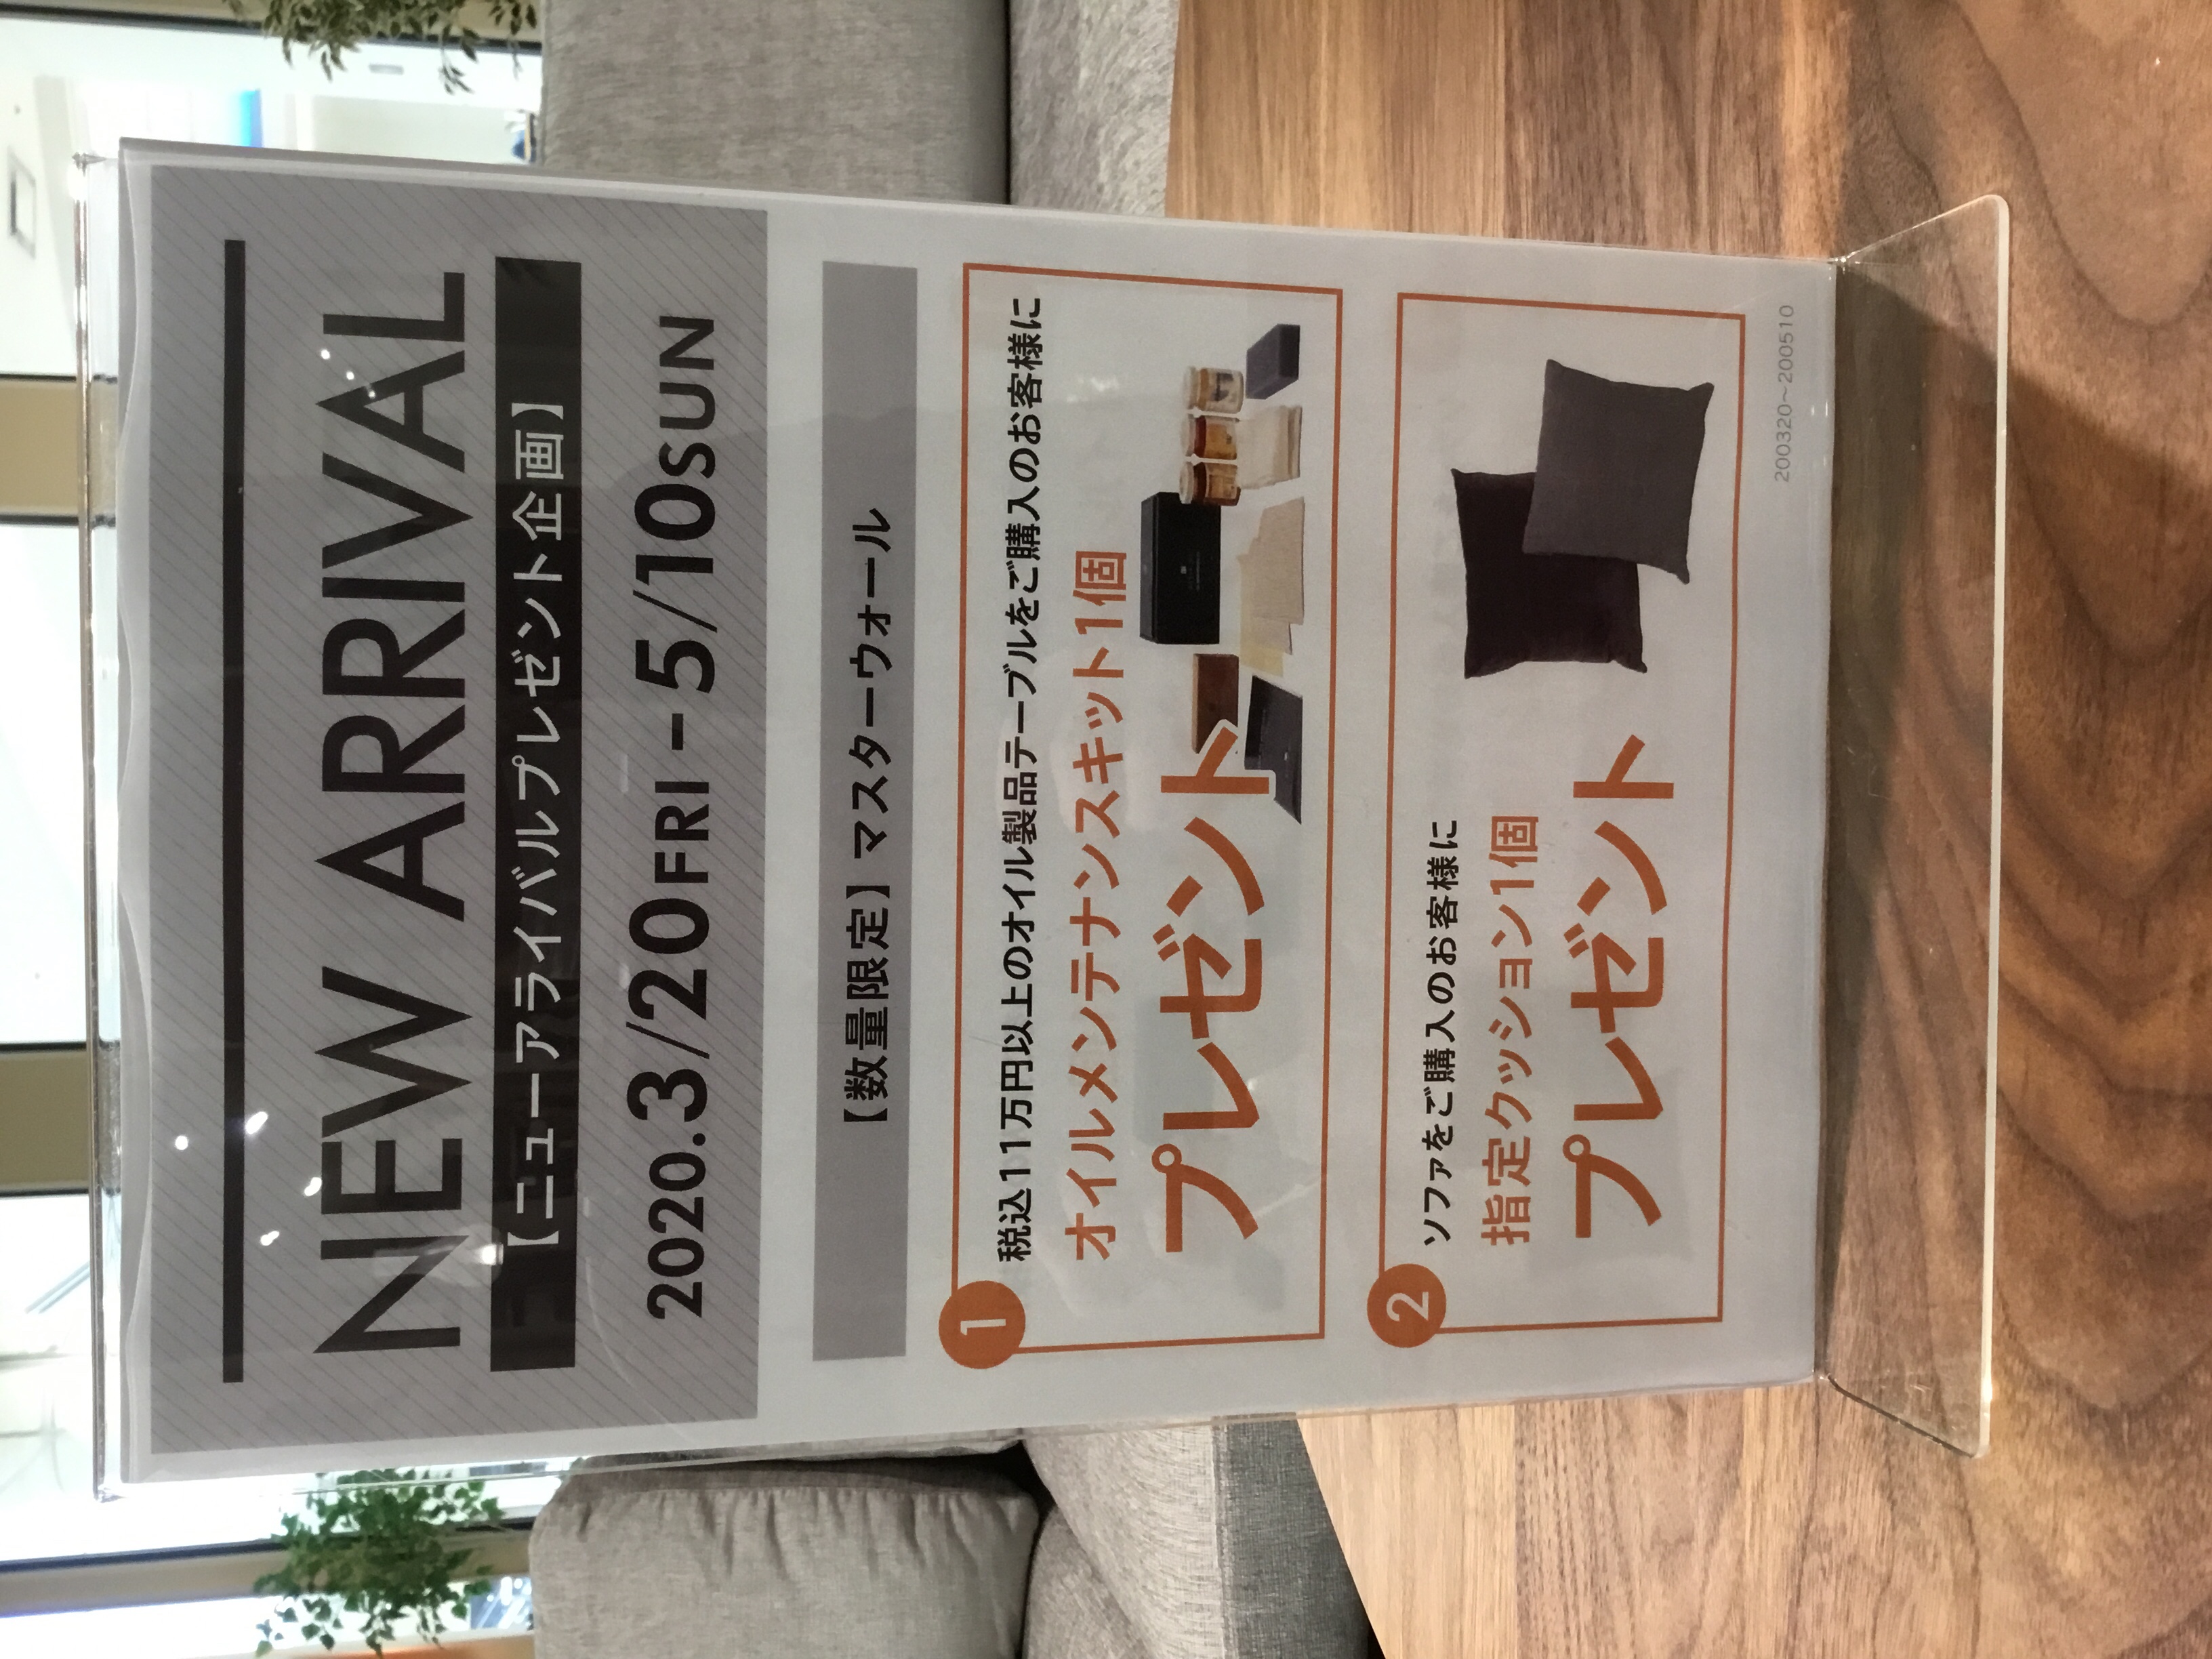 NEW ARRIVAL
【ニューアライバルプレゼント企画】
2020.3/20FRI - 5/10SUN
【数量限定】マスターウォール
1
税込11万円以上のオイル製品テーブルをご購入のお客様に
オイルメンテナンスキット1個
プレゼント
2
ソファをご購入のお客様に
指定クッション1個
プレゼント
200320~200510